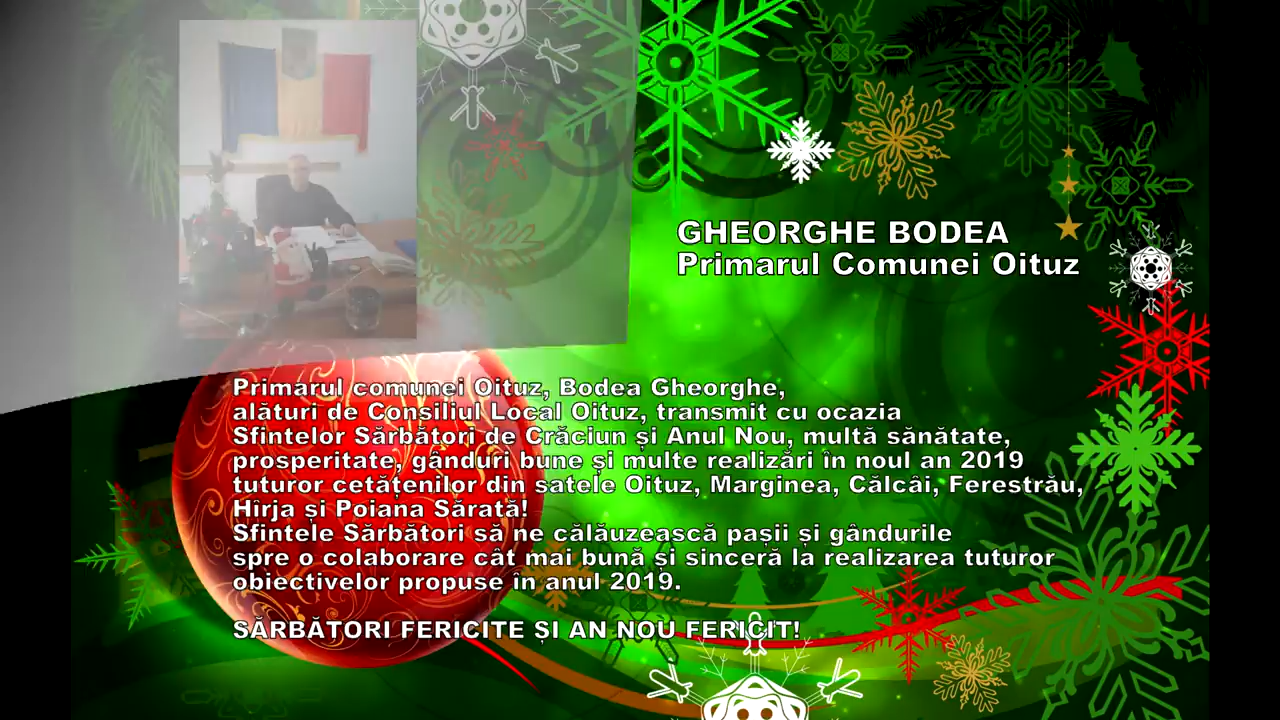 GHEORGHE BODEA
Primarul Comunei Oituz
Primarul comunei Oituz, Bodea Gheorghe,
alături de Consiliul Local Oituz, transmit cu ocazia
Sfintelor Sărbători de Crăciun și Anul Nou, multă sănătate,
prosperitate, gânduri bune și multe realizări în noul an 2019
tuturor cetățenilor din satele Oituz, Marginea, Călcâi, Ferestrău,
Hîrja și Poiana Sărată!
Sfintele Sărbători să ne călăuzească pașii și gândurile
spre o colaborare cât mai bună și sinceră la realizarea tuturor
obiectivelor propuse în anul 2019.
SĂRBĂTORI FERICITE ȘI AN NOU FERICIT!